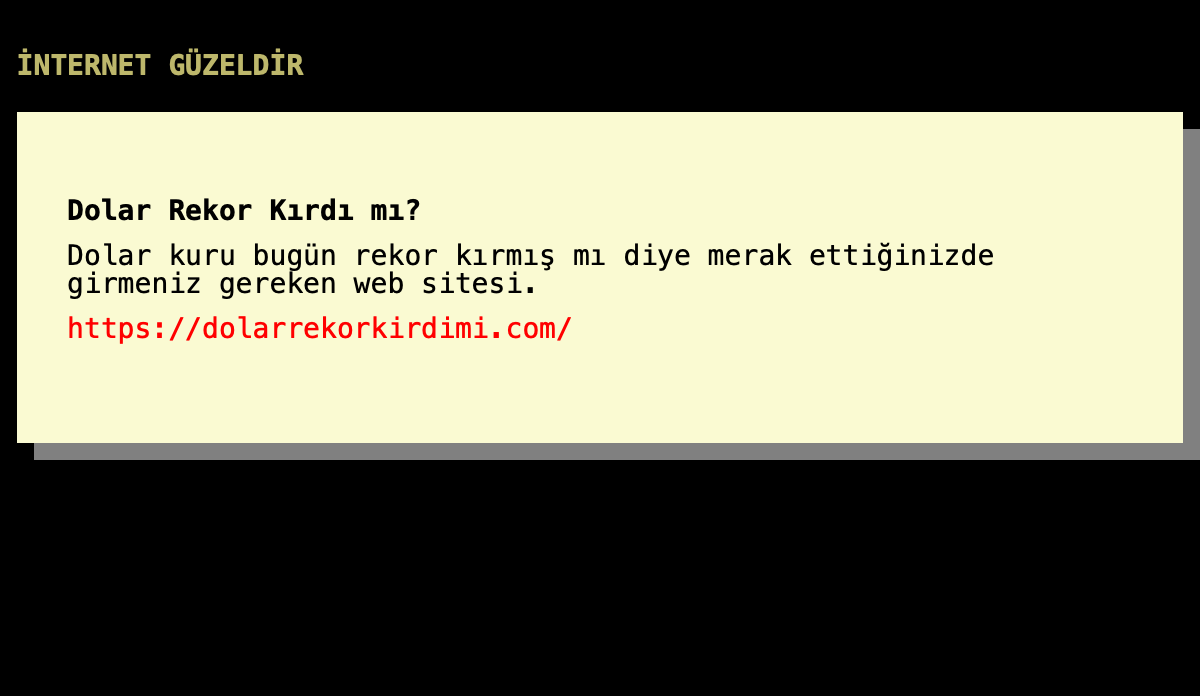 İNTERNET GÜZELDİR
Dolar Rekor Kırdı mı?
Dolar kuru bugün rekor kırmış mı diye merak ettiğinizde
girmeniz gereken web sitesi.
https://dolarrekorkirdimi.com/